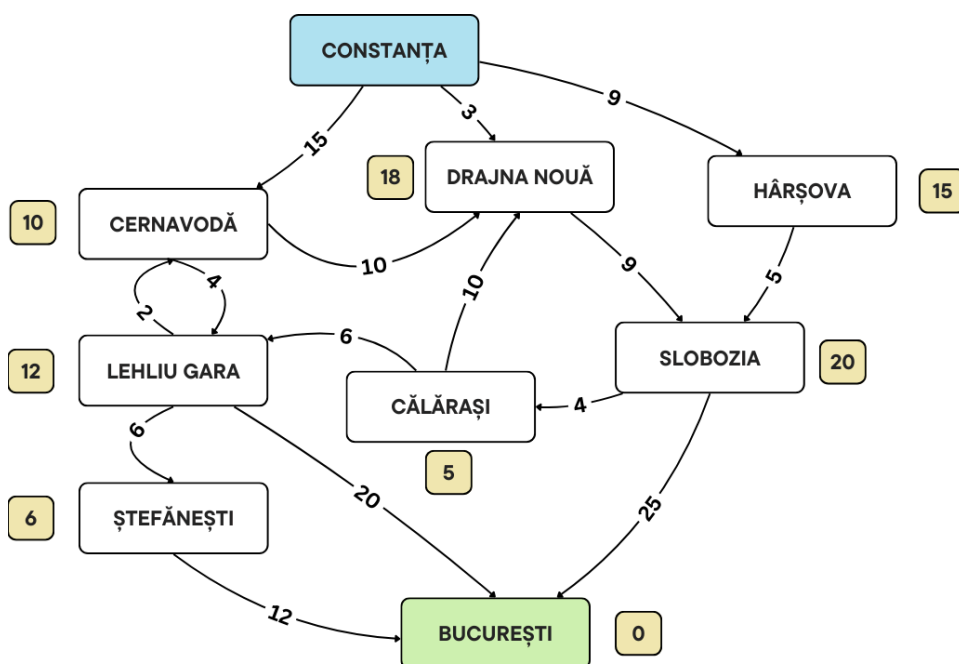 CONSTANȚA
3
9
15
18
DRAJNA NOUĂ
HÂRȘOVA
15
10
CERNAVODĂ
10
9
10
5
4
2
6
12
LEHLIU GARA
SLOBOZIA
20
CĂLĂRAȘI
4
6
5
20
25
6
ȘTEFĂNEȘTI
12
BUCUREȘTI
0